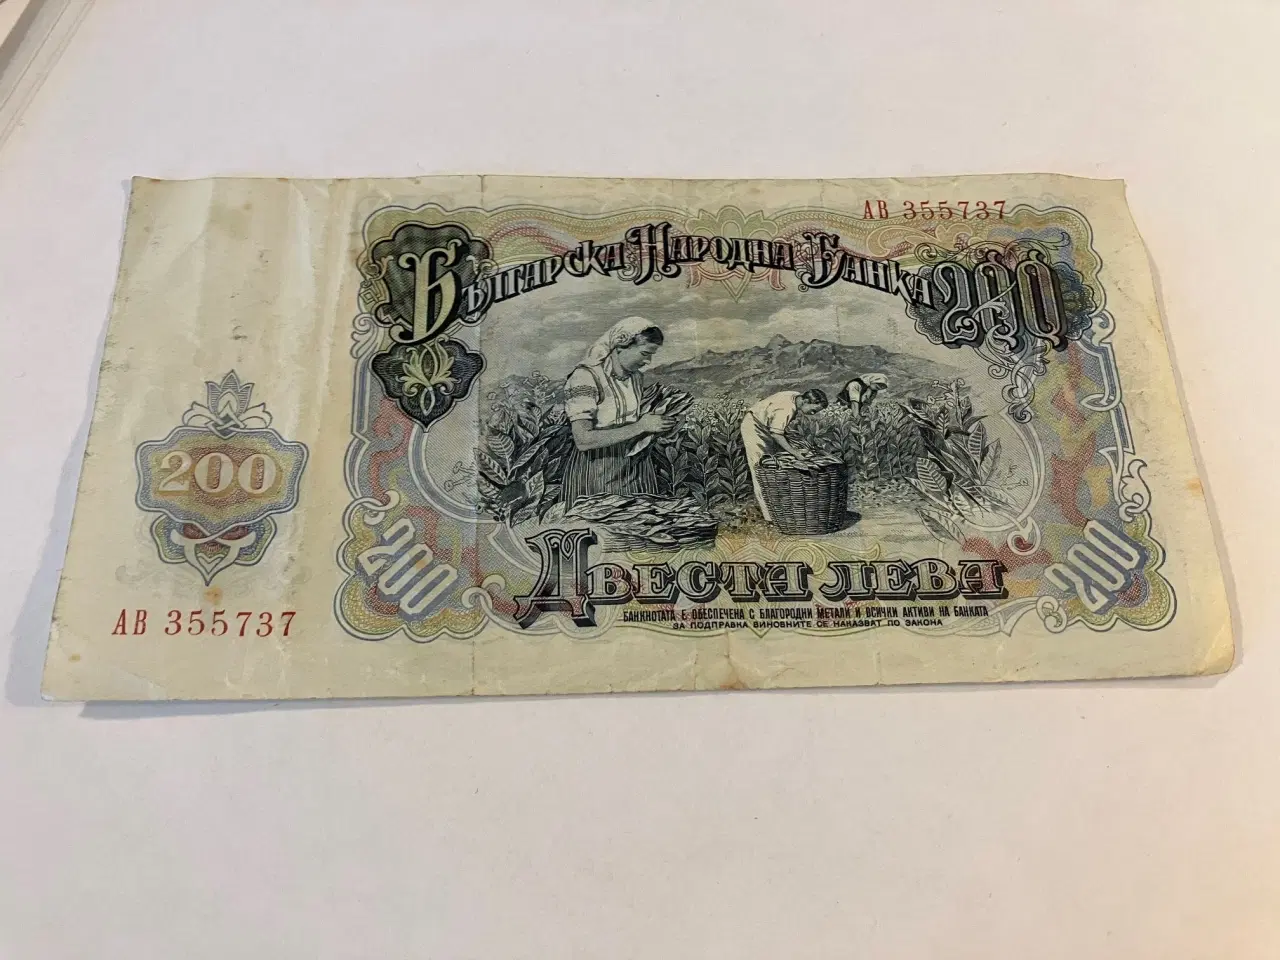 АВ 355737
БЪЛГАРСКА НАРОДНА БАНКА
200
200
200
200
ДВЕСТА ЛЕВА
БАНКНОТАТА Е ОБЕЗПЕЧЕНА С БЛАГОРОДНИ МЕТАЛИ И ВСИЧКИ АКТИВИ НА БАНКАТА
ЗА ПОДПРАВКА ВИНОВНИТЕ СЕ НАКАЗВАТ ПО ЗАКОНА
АВ 355737